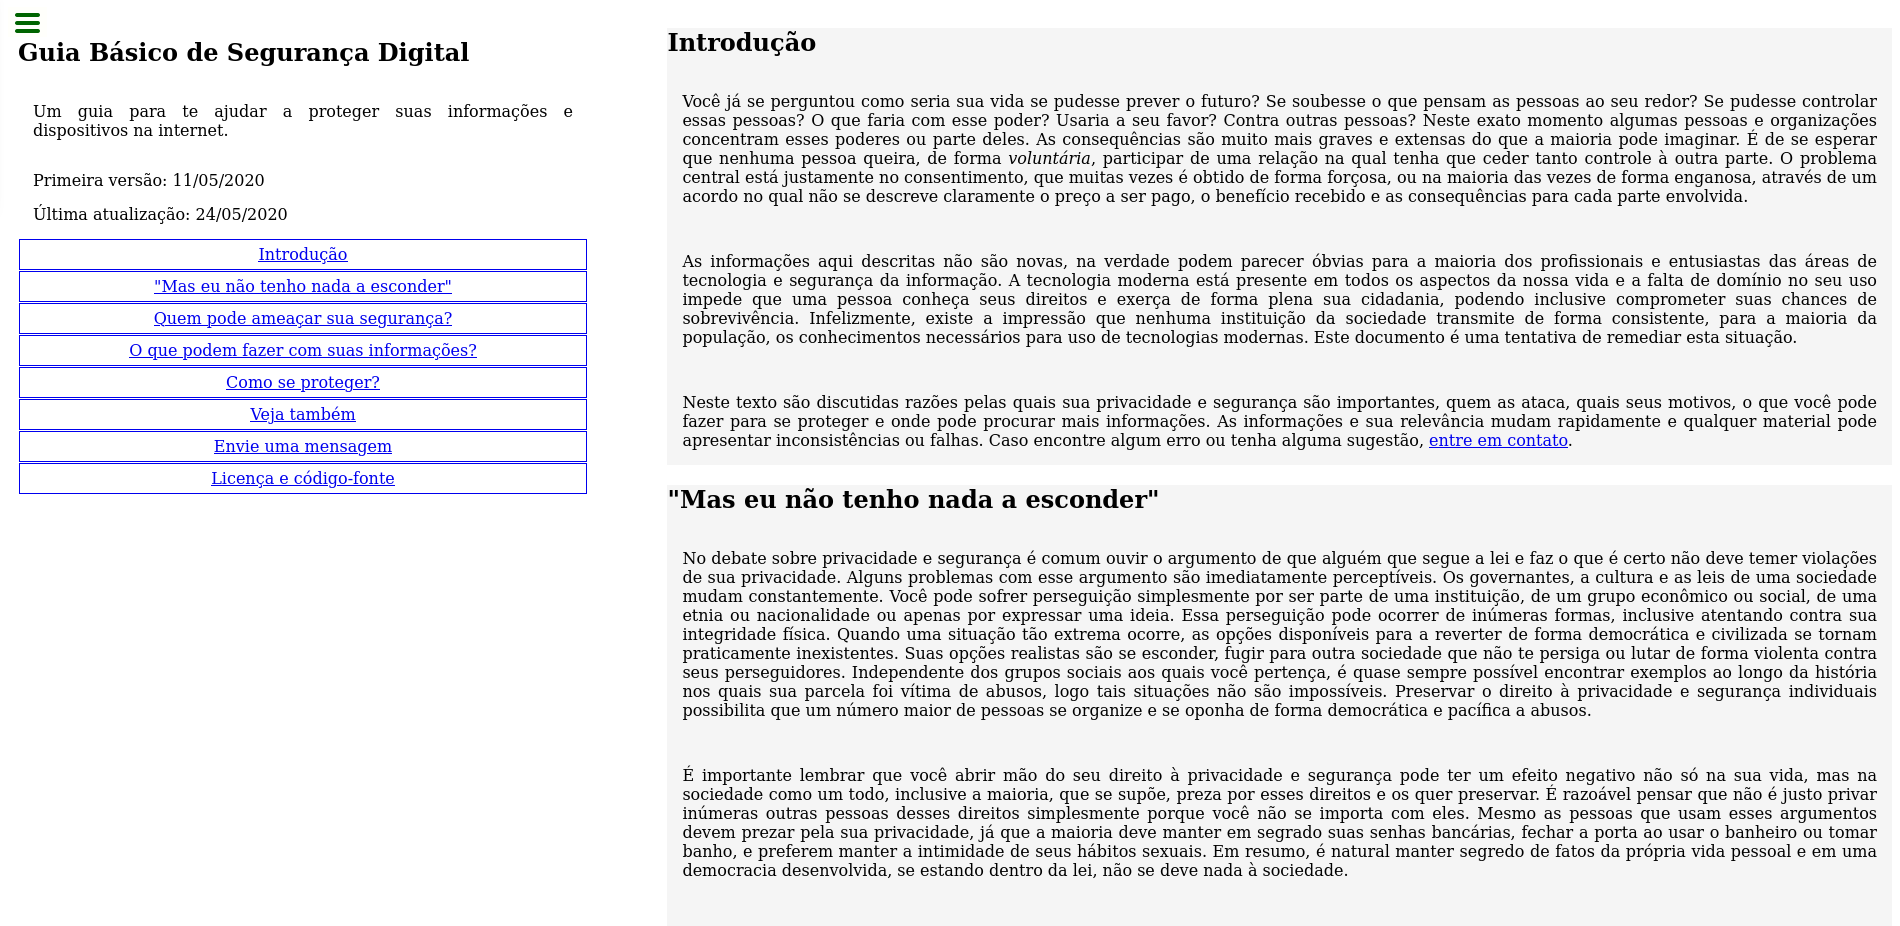 Guia Básico de Segurança Digital
Um guia para te ajudar a proteger suas informações e
dispositivos na internet.
Primeira versão: 11/05/2020
Última atualização: 24/05/2020
Introdução
"Mas eu não tenho nada a esconder"
Quem pode ameaçar sua segurança?
O que podem fazer com suas informações?
Como se proteger?
Veja também
Envie uma mensagem
Licença e código-fonte
Introdução
Você já se perguntou como seria sua vida se pudesse prever o futuro? Se soubesse o que pensam as pessoas ao seu redor? Se pudesse controlar
essas pessoas? O que faria com esse poder? Usaria a seu favor? Contra outras pessoas? Neste exato momento algumas pessoas e organizações
concentram esses poderes ou parte deles. As consequências são muito mais graves e extensas do que a maioria pode imaginar. É de se esperar
que nenhuma pessoa queira, de forma voluntária, participar de uma relação na qual tenha que ceder tanto controle à outra parte. O problema
central está justamente no consentimento, que muitas vezes é obtido de forma forçosa, ou na maioria das vezes de forma enganosa, através de um
acordo no qual não se descreve claramente o preço a ser pago, o benefício recebido e as consequências para cada parte envolvida.
As informações aqui descritas não são novas, na verdade podem parecer óbvias para a maioria dos profissionais e entusiastas das áreas de
tecnologia e segurança da informação. A tecnologia moderna está presente em todos os aspectos da nossa vida e a falta de domínio no seu uso
impede que uma pessoa conheça seus direitos e exerça de forma plena sua cidadania, podendo inclusive comprometer suas chances de
sobrevivência. Infelizmente, existe a impressão que nenhuma instituição da sociedade transmite de forma consistente, para a maioria da
população, os conhecimentos necessários para uso de tecnologias modernas. Este documento é uma tentativa de remediar esta situação.
Neste texto são discutidas razões pelas quais sua privacidade e segurança são importantes, quem as ataca, quais seus motivos, o que você pode
fazer para se proteger e onde pode procurar mais informações. As informações e sua relevância mudam rapidamente e qualquer material pode
apresentar inconsistências ou falhas. Caso encontre algum erro ou tenha alguma sugestão, entre em contato.
"Mas eu não tenho nada a esconder"
No debate sobre privacidade e segurança é comum ouvir o argumento de que alguém que segue a lei e faz o que é certo não deve temer violações
de sua privacidade. Alguns problemas com esse argumento são imediatamente perceptíveis. Os governantes, a cultura e as leis de uma sociedade
mudam constantemente. Você pode sofrer perseguição simplesmente por ser parte de uma instituição, de um grupo econômico ou social, de uma
etnia ou nacionalidade ou apenas por expressar uma ideia. Essa perseguição pode ocorrer de inúmeras formas, inclusive atentando contra sua
integridade física. Quando uma situação tão extrema ocorre, as opções disponíveis para a reverter de forma democrática e civilizada se tornam
praticamente inexistentes. Suas opções realistas são se esconder, fugir para outra sociedade que não te persiga ou lutar de forma violenta contra
seus perseguidores. Independente dos grupos sociais aos quais você pertença, é quase sempre possível encontrar exemplos ao longo da história
nos quais sua parcela foi vítima de abusos, logo tais situações não são impossíveis. Preservar o direito à privacidade e segurança individuais
possibilita que um número maior de pessoas se organize e se oponha de forma democrática e pacífica a abusos.
É importante lembrar que você abrir mão do seu direito à privacidade e segurança pode ter um efeito negativo não só na sua vida, mas na
sociedade como um todo, inclusive a maioria, que se supõe, preza por esses direitos e os quer preservar. É razoável pensar que não é justo privar
inúmeras outras pessoas desses direitos simplesmente porque você não se importa com eles. Mesmo as pessoas que usam esses argumentos
devem prezar pela sua privacidade, já que a maioria deve manter em segrado suas senhas bancárias, fechar a porta ao usar o banheiro ou tomar
banho, e preferem manter a intimidade de seus hábitos sexuais. Em resumo, é natural manter segredo de fatos da própria vida pessoal e em uma
democracia desenvolvida, se estando dentro da lei, não se deve nada à sociedade.